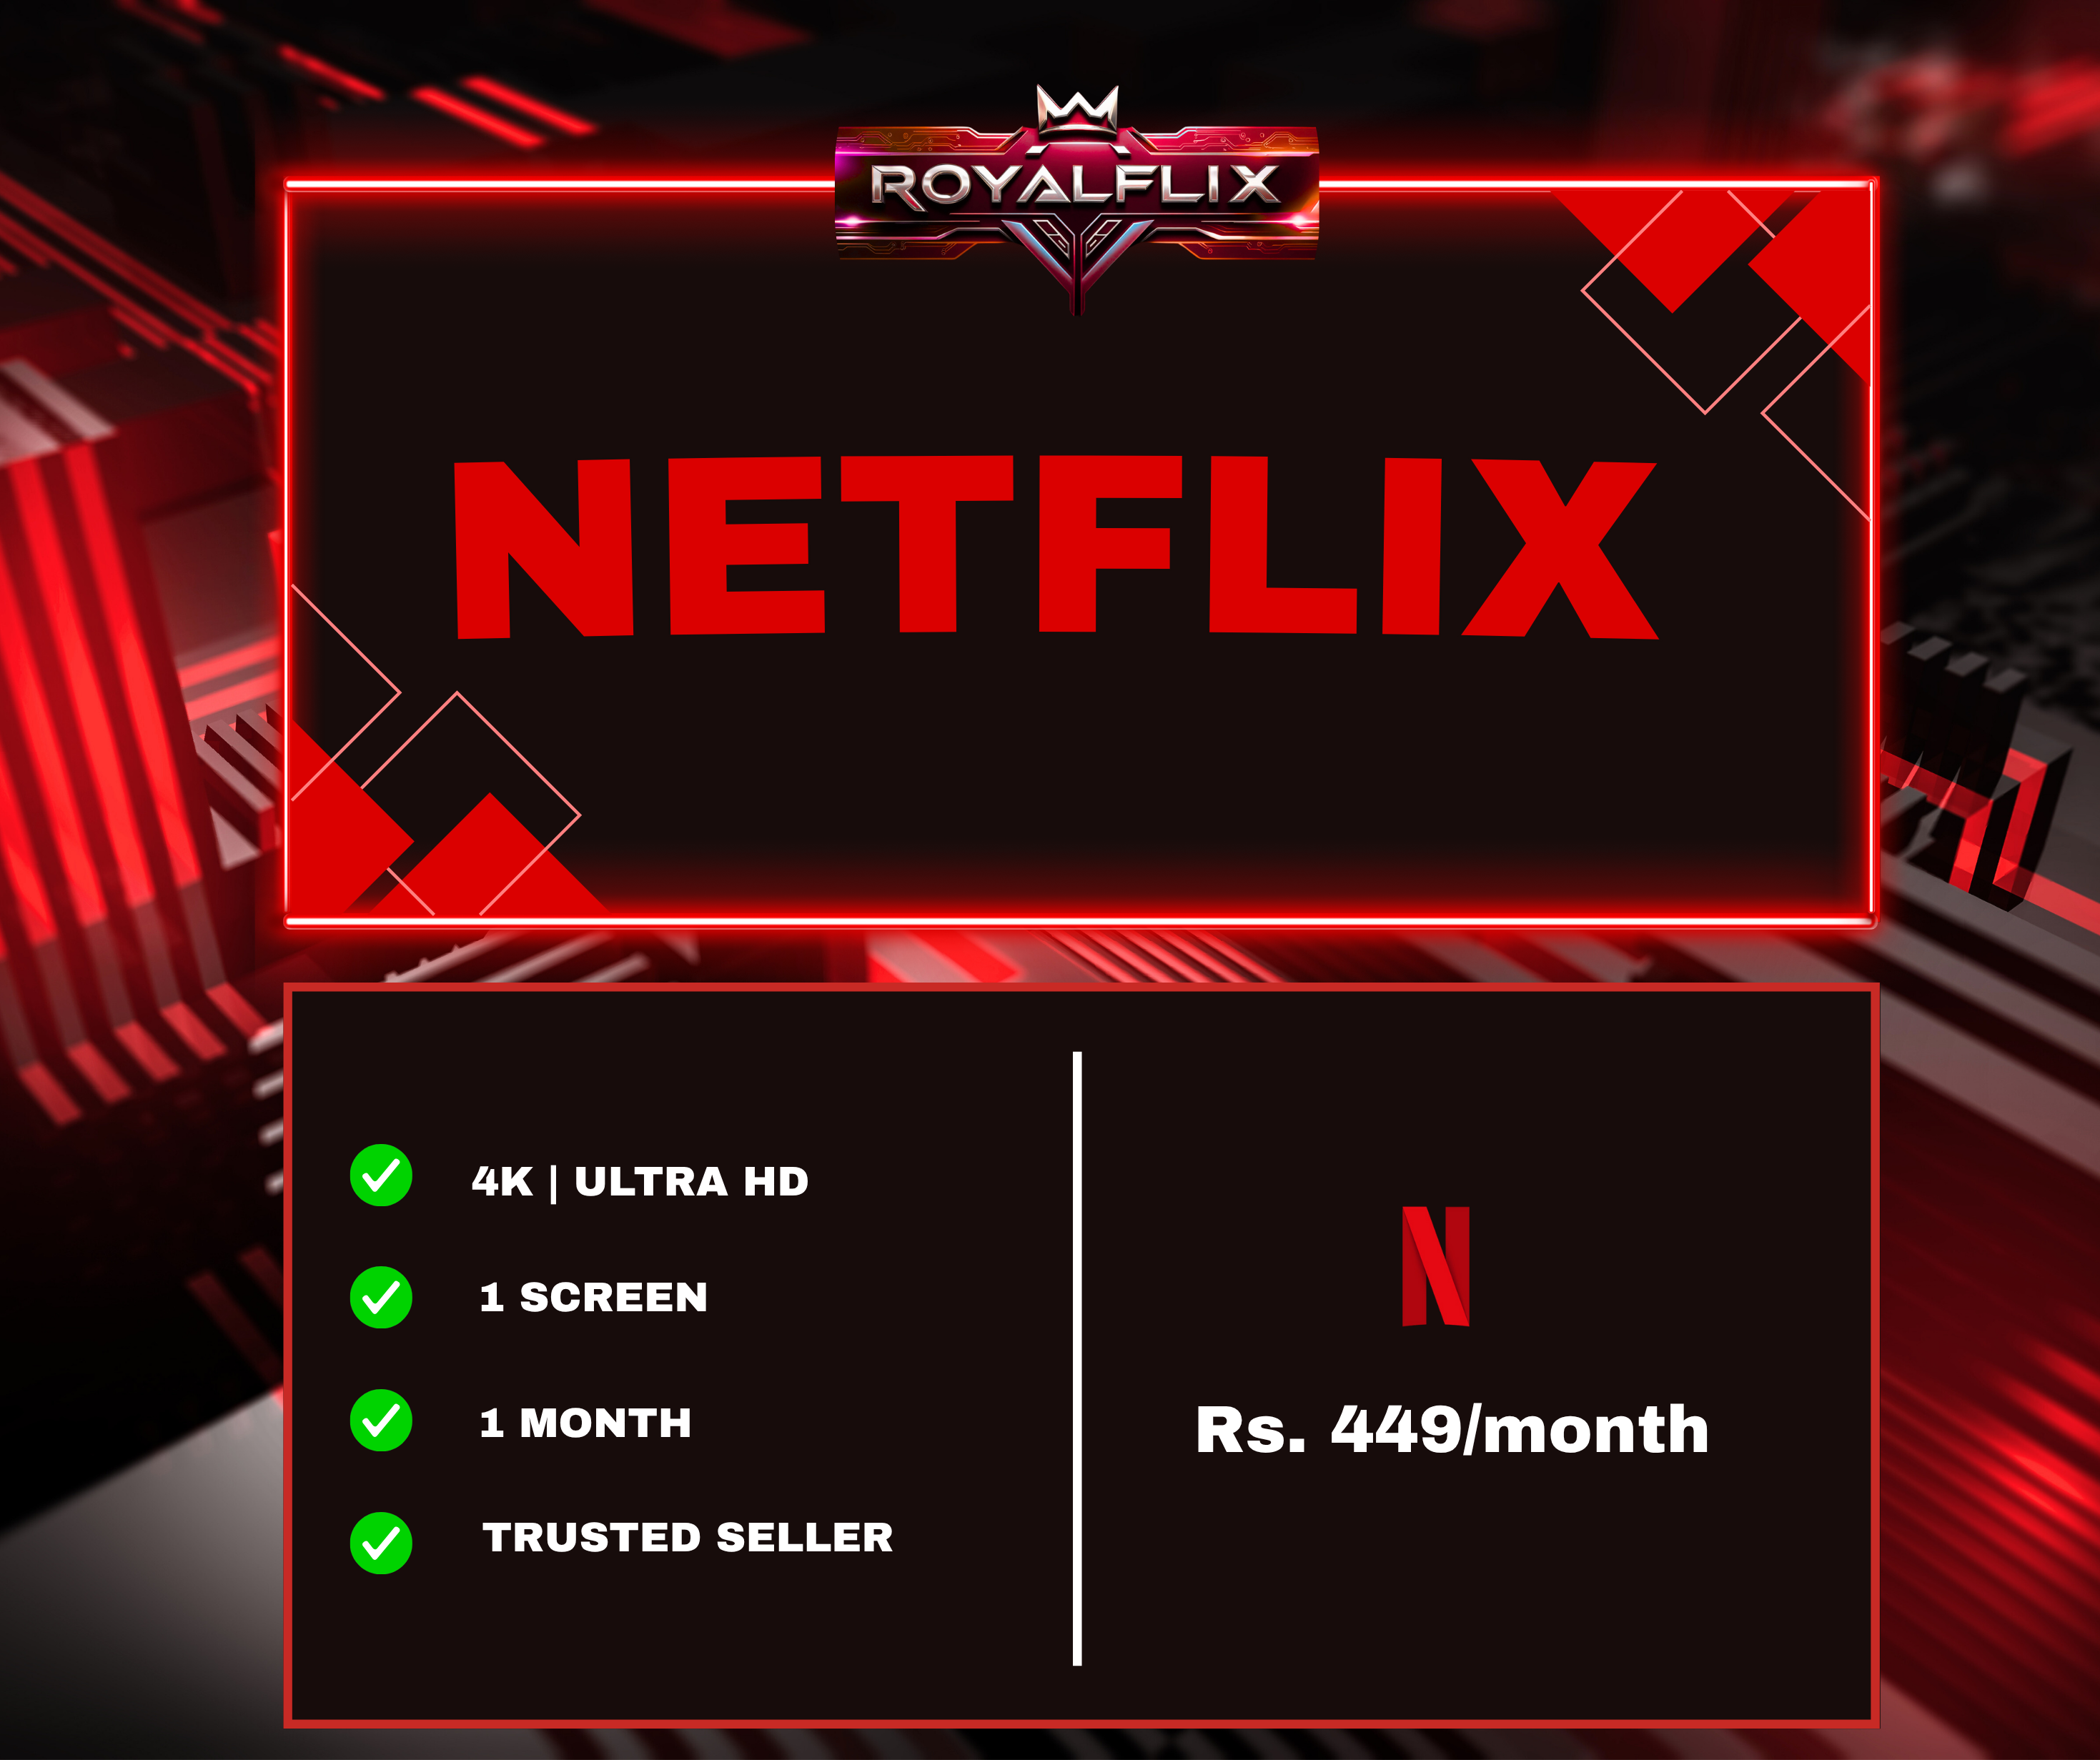 ROYALFLIX
NETFLIX
4K | ULTRA HD
1 SCREEN
1 MONTH
TRUSTED SELLER
N
Rs. 449/month